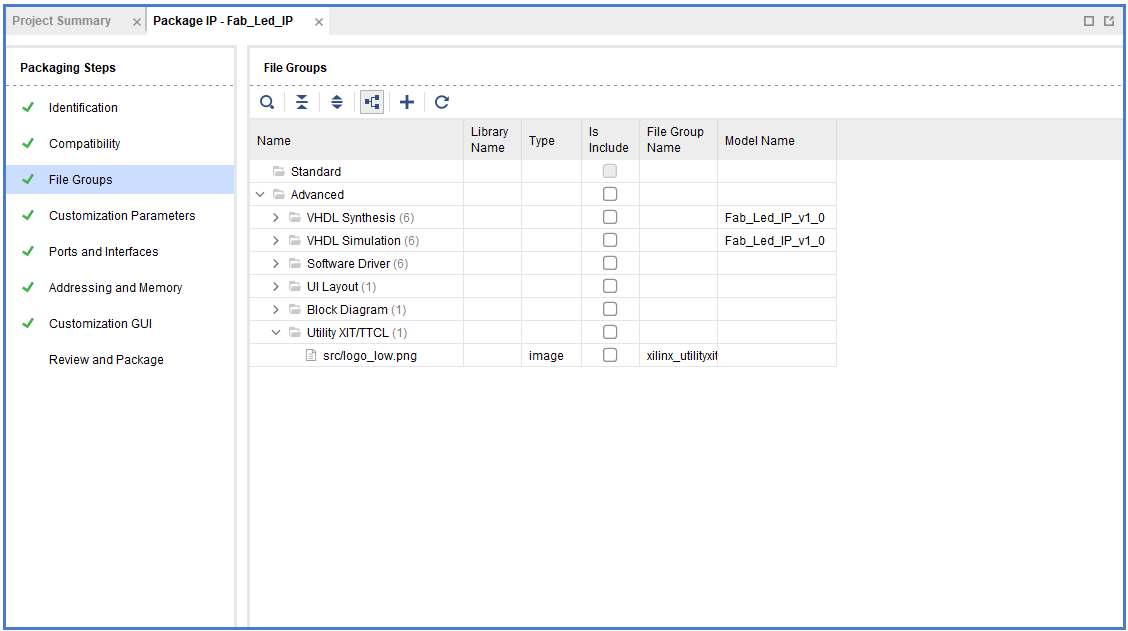 Project Summary
Package IP - Fab_Led_IP
Packaging Steps
Identification
Compatibility
File Groups
Customization Parameters
Ports and Interfaces
Addressing and Memory
Customization GUI
Review and Package
File Groups
Name
Library Name
Type
Is Include
File Group Name
Model Name
Standard
Advanced
VHDL Synthesis (6) Fab_Led_IP_v1_0
VHDL Simulation (6) Fab_Led_IP_v1_0
Software Driver (6)
UI Layout (1)
Block Diagram (1)
Utility XIT/TTCL (1)
src/logo_low.png image xilinx_utilityxit